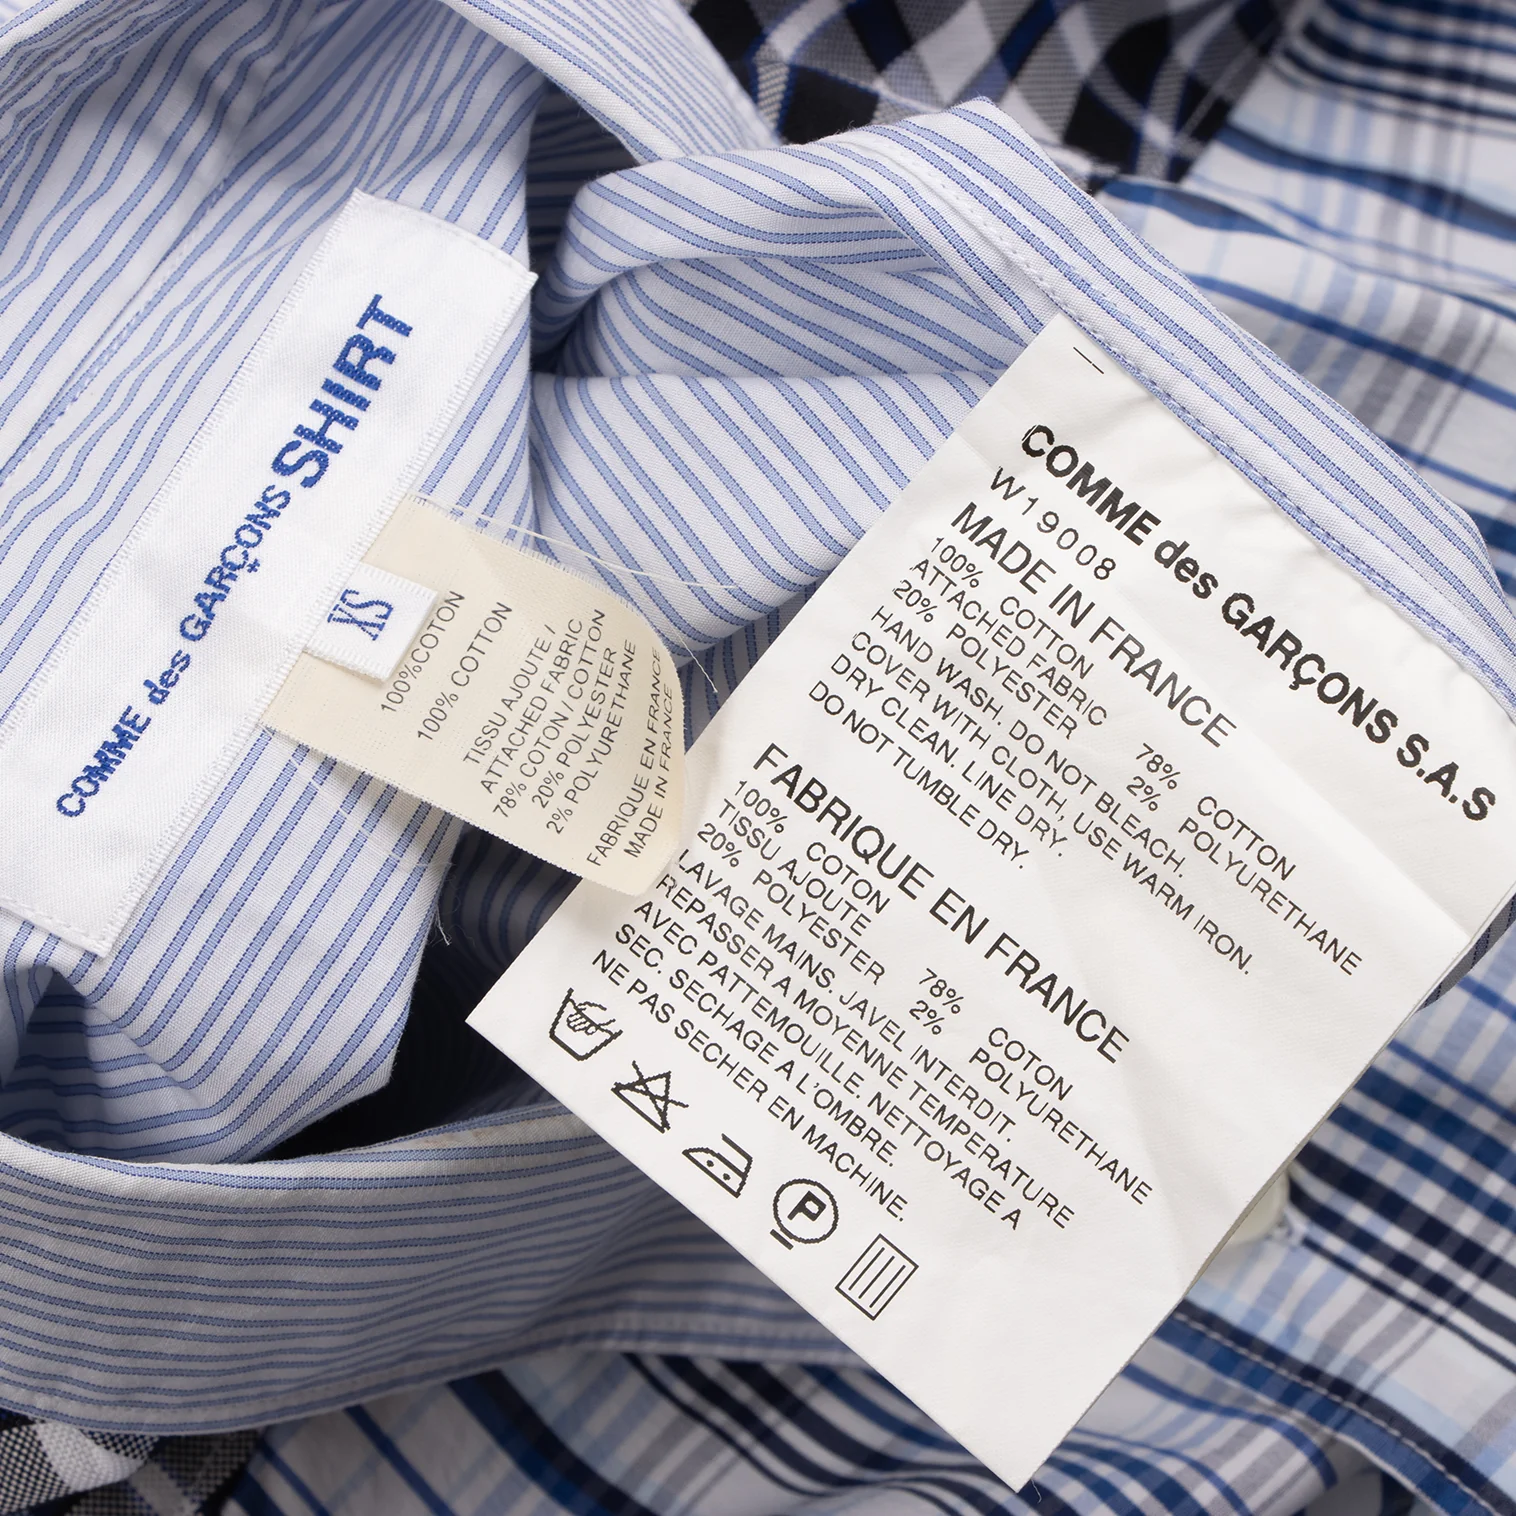 COMME des GARÇONS SHIRT
XS
100%COTON
100% COTTON
TISSU AJOUTE /
ATTACHED FABRIC
78% COTON / COTTON
20% POLYESTER
2% POLYURETHANE
FABRIQUE EN FRANCE
MADE IN FRANCE
COMME des GARÇONS S.A.S
W19008
MADE IN FRANCE
100% COTTON
ATTACHED FABRIC 78% COTTON
20% POLYESTER 2% POLYURETHANE
HAND WASH. DO NOT BLEACH.
COVER WITH CLOTH, USE WARM IRON.
DRY CLEAN. LINE DRY.
DO NOT TUMBLE DRY.
FABRIQUE EN FRANCE
100% COTON
TISSU AJOUTE 78% COTON
20% POLYESTER 2% POLYURETHANE
LAVAGE MAINS. JAVEL INTERDIT.
REPASSER A MOYENNE TEMPERATURE
AVEC PATTEMOUILLE. NETTOYAGE A
SEC. SECHAGE A L'OMBRE.
NE PAS SECHER EN MACHINE.
P